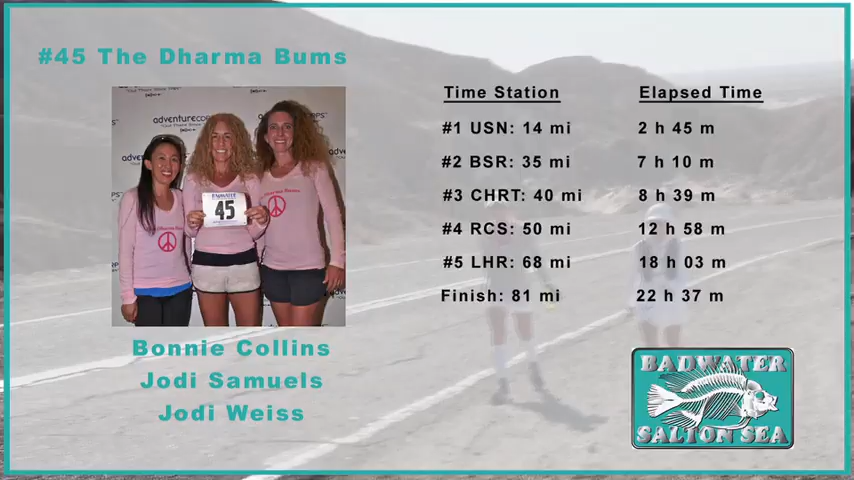 #45 The Dharma Bums
adventurecorps
45
Bonnie Collins
Jodi Samuels
Jodi Weiss
Time Station Elapsed Time
#1 USN: 14 mi 2 h 45 m
#2 BSR: 35 mi 7 h 10 m
#3 CHRT: 40 mi 8 h 39 m
#4 RCS: 50 mi 12 h 58 m
#5 LHR: 68 mi 18 h 03 m
Finish: 81 mi 22 h 37 m
BADWATER
SALTON SEA